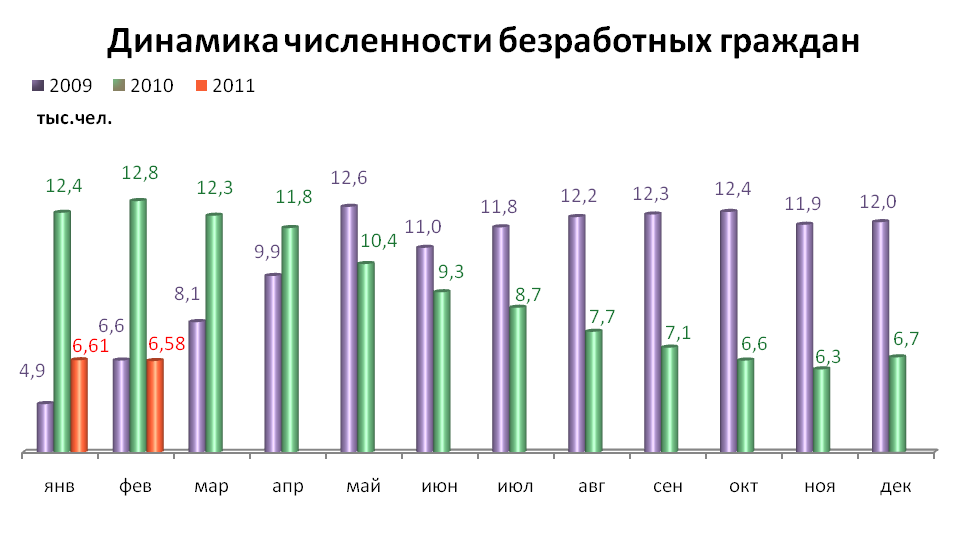 Динамика численности безработных граждан
2009 2010 2011
тыс.чел.
4,9 12,4 6,61
6,6 12,8 6,58
8,1 12,3
9,9 11,8
12,6 10,4
11,0 9,3
11,8 8,7
12,2 7,7
12,3 7,1
12,4 6,6
11,9 6,3
12,0 6,7
янв фев мар апр май июн июл авг сен окт ноя дек